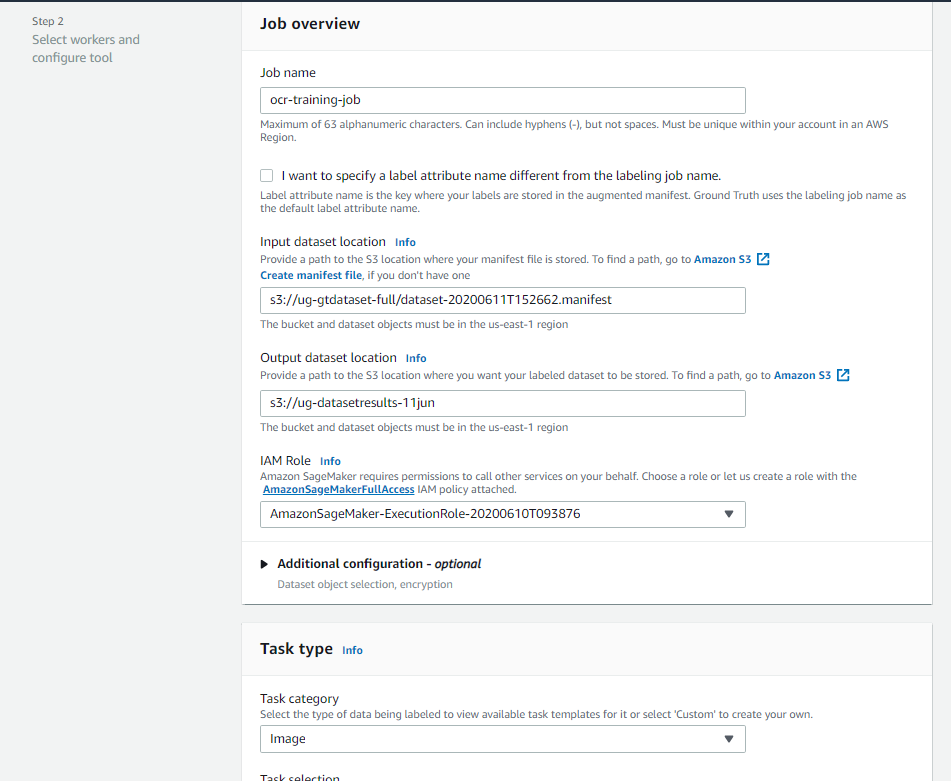 Step 2
Select workers and
configure tool
Job overview
Job name
ocr-training-job
Maximum of 63 alphanumeric characters. Can include hyphens (-), but not spaces. Must be unique within your account in an AWS
Region.
I want to specify a label attribute name different from the labeling job name.
Label attribute name is the key where your labels are stored in the augmented manifest. Ground Truth uses the labeling job name as
the default label attribute name.
Input dataset location Info
Provide a path to the S3 location where your manifest file is stored. To find a path, go to Amazon S3
Create manifest file, if you don't have one
s3://ug-gtdataset-full/dataset-20200611T152662.manifest
The bucket and dataset objects must be in the us-east-1 region
Output dataset location Info
Provide a path to the S3 location where you want your labeled dataset to be stored. To find a path, go to Amazon S3
s3://ug-datasetresults-11jun
The bucket and dataset objects must be in the us-east-1 region
IAM Role Info
Amazon SageMaker requires permissions to call other services on your behalf. Choose a role or let us create a role with the
AmazonSageMakerFullAccess IAM policy attached.
AmazonSageMaker-ExecutionRole-20200610T093876
Additional configuration - optional
Dataset object selection, encryption
Task type Info
Task category
Select the type of data being labeled to view available task templates for it or select 'Custom' to create your own.
Image
Task selection